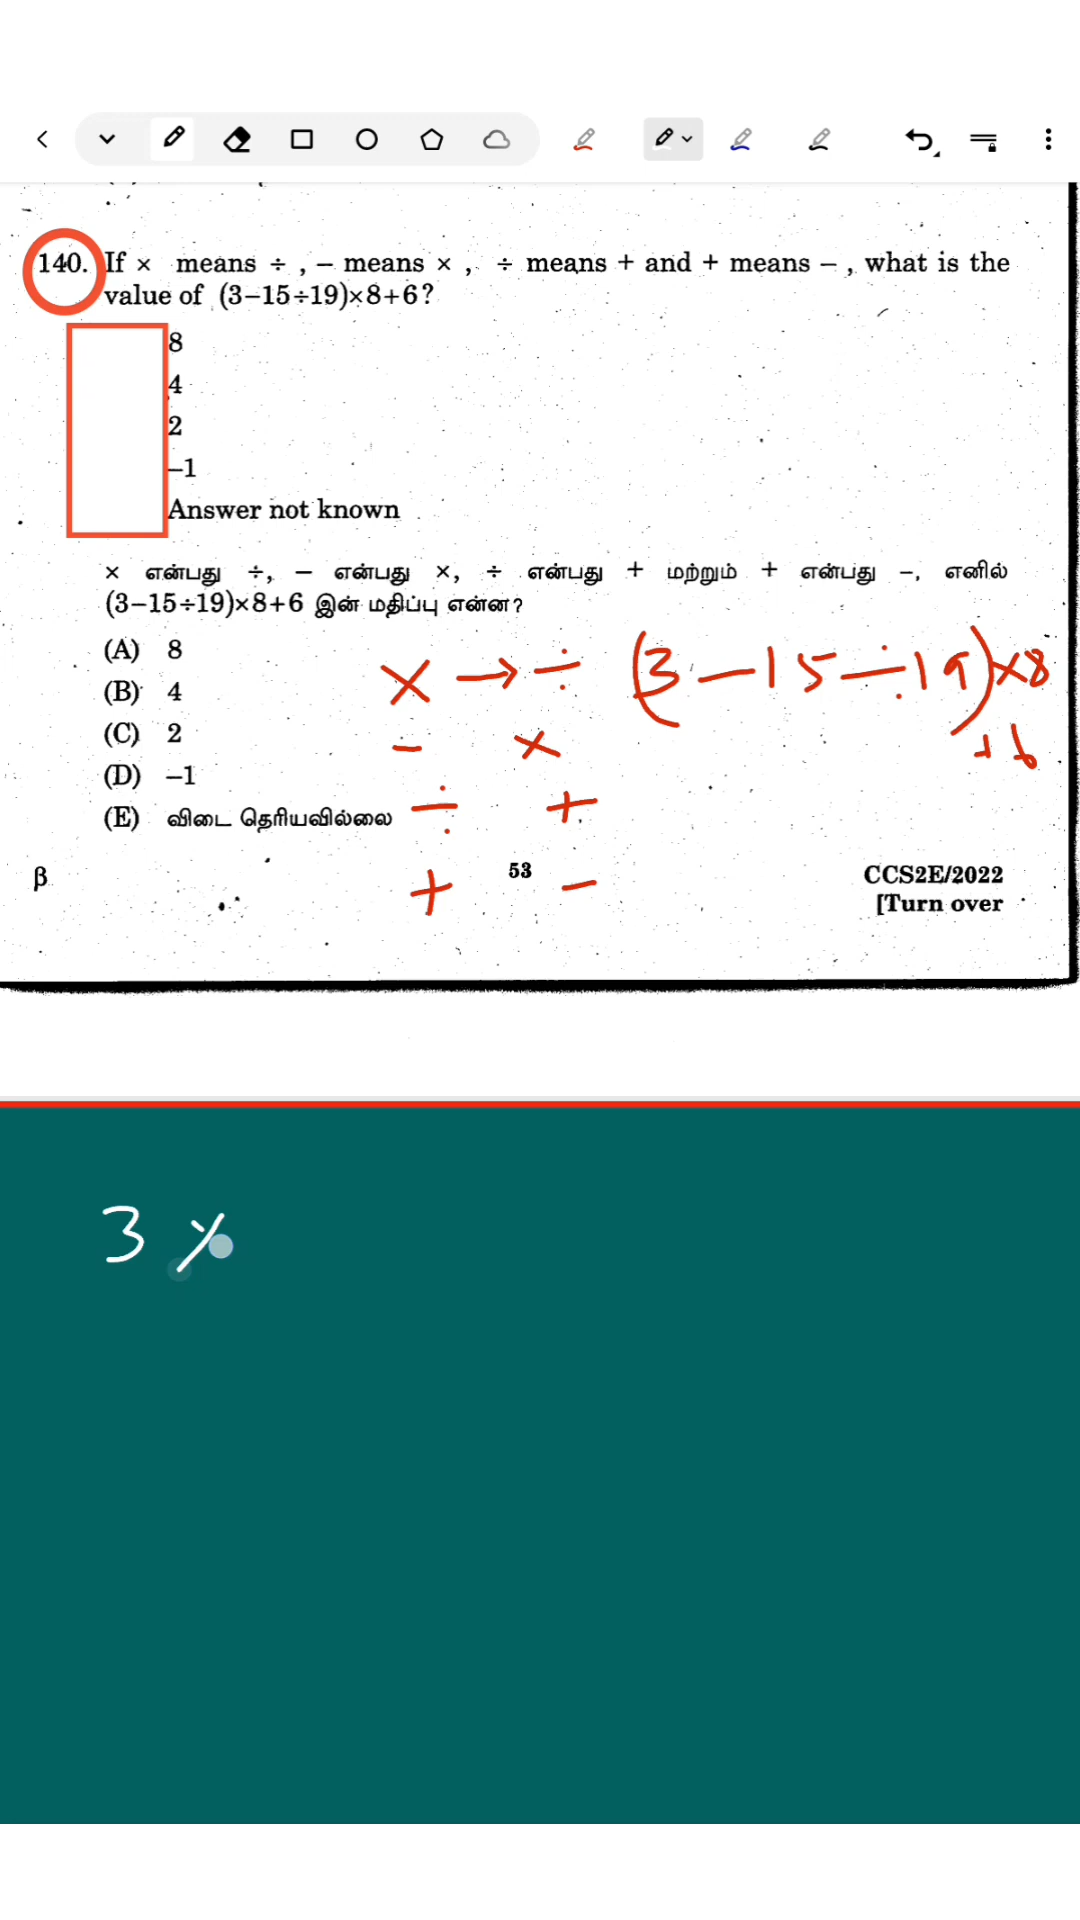 140. If × means ÷ , – means × , ÷ means + and + means – , what is the
value of (3–15÷19)×8+6?
8
4
2
–1
Answer not known
× என்பது ÷, – என்பது ×, ÷ என்பது + மற்றும் + என்பது –, எனில்
(3–15÷19)×8+6 இன் மதிப்பு என்ன?
(A) 8
(B) 4
(C) 2
(D) –1
(E) விடை தெரியவில்லை
× → ÷
– ×
÷ +
+ –
(3 – 15 ÷ 19) × 8
+ 6
β
53
CCS2E/2022
[Turn over
3 ×